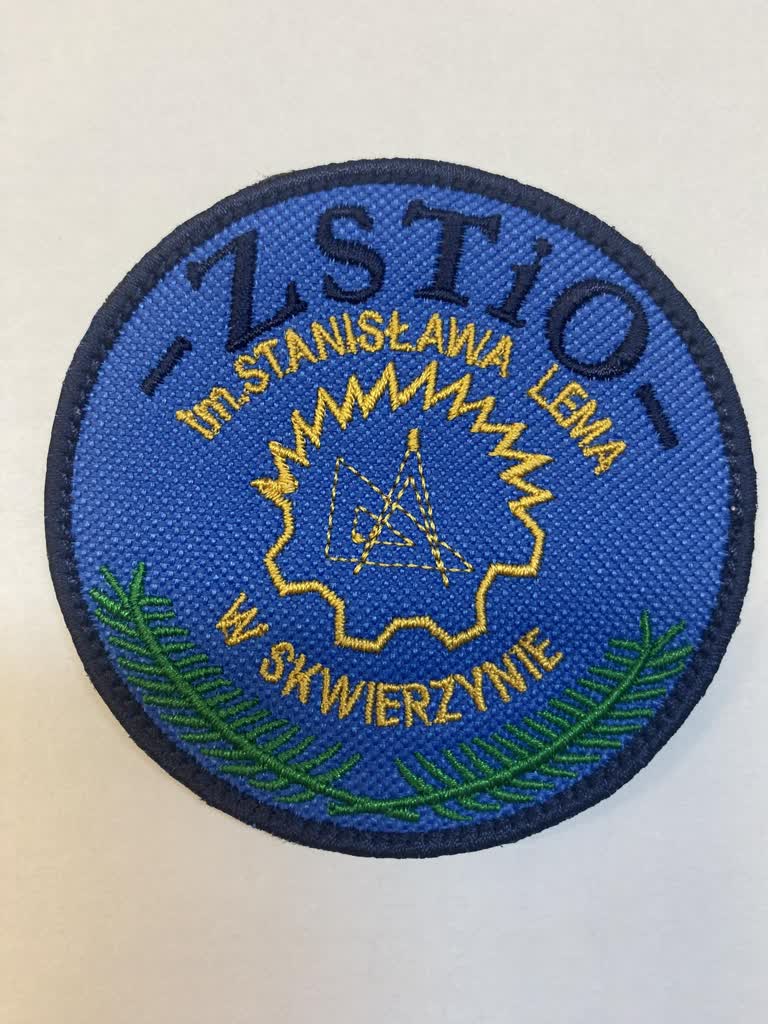 -ZSTiO-
im.STANISŁAWA LEMA
W SKWIERZYNIE